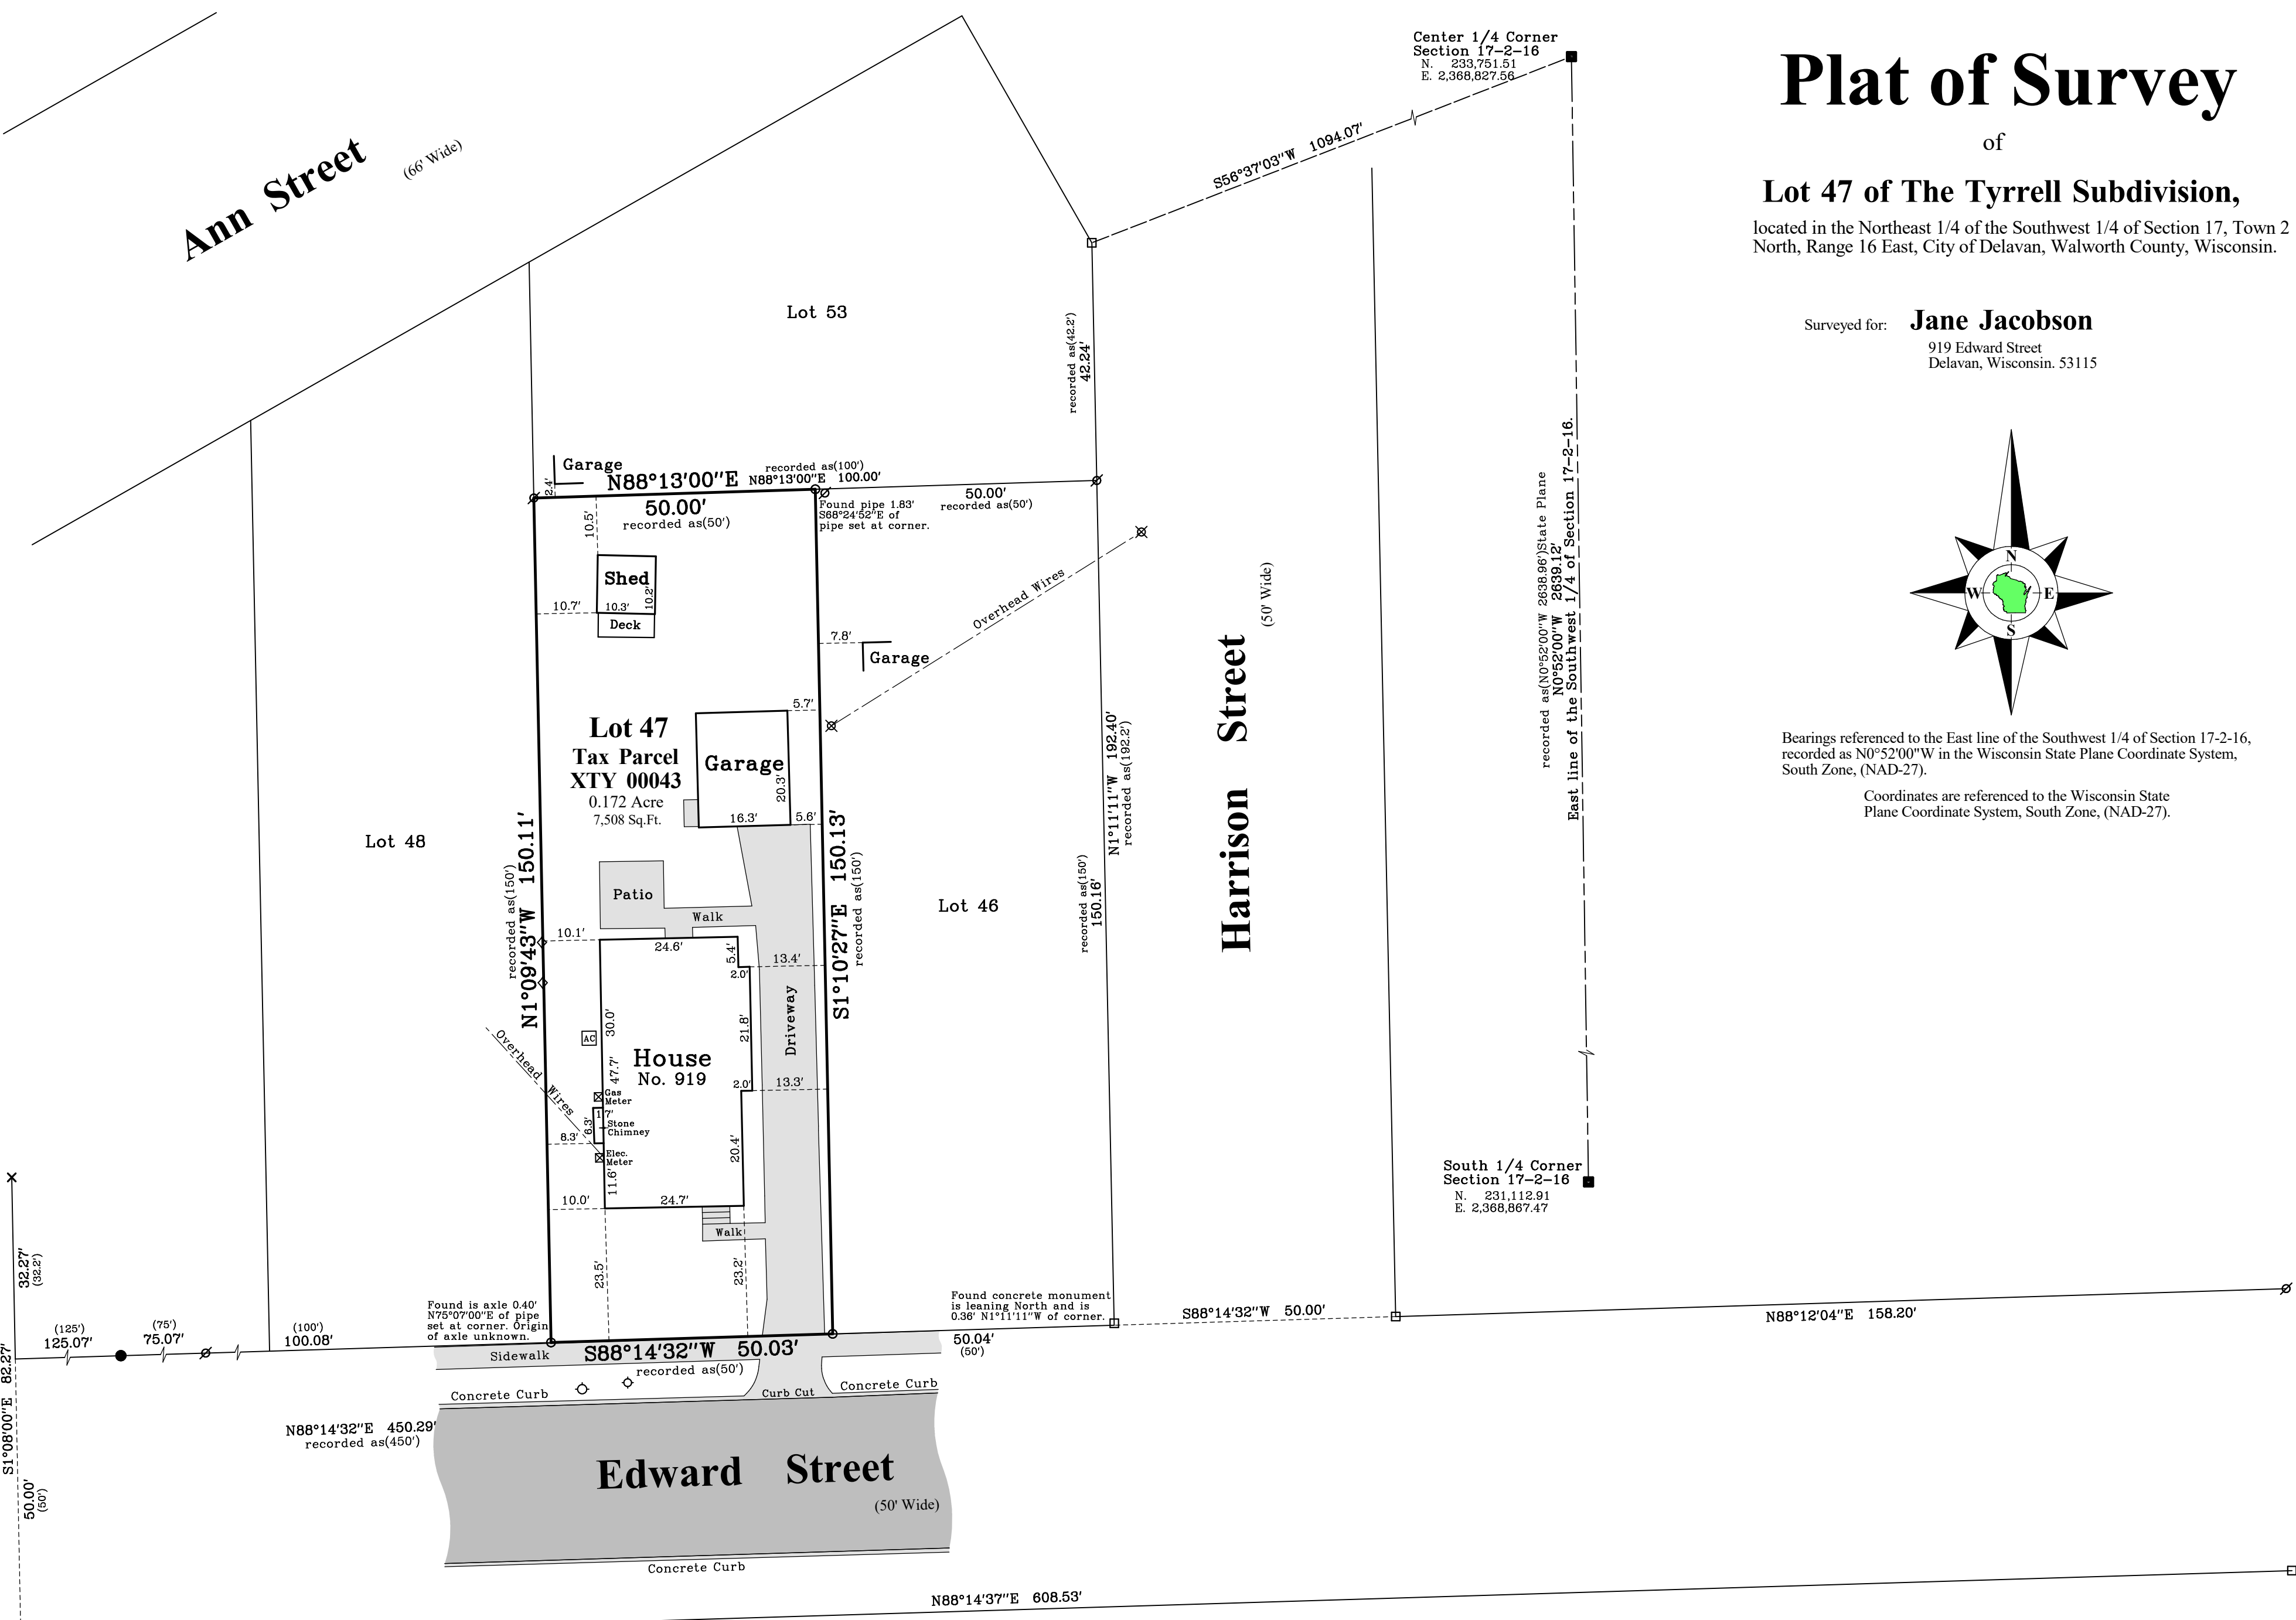 Plat of Survey
of
Lot 47 of The Tyrrell Subdivision,
located in the Northeast 1/4 of the Southwest 1/4 of Section 17, Town 2
North, Range 16 East, City of Delavan, Walworth County, Wisconsin.
Surveyed for: Jane Jacobson
919 Edward Street
Delavan, Wisconsin. 53115
N
W
E
S
Bearings referenced to the East line of the Southwest 1/4 of Section 17-2-16,
recorded as N0°52'00"W in the Wisconsin State Plane Coordinate System,
South Zone, (NAD-27).
Coordinates are referenced to the Wisconsin State
Plane Coordinate System, South Zone, (NAD-27).
Center 1/4 Corner
Section 17-2-16
N. 233,751.51
E. 2,368,827.56
S56°37'03"W 1094.07'
Ann Street
(66' Wide)
Lot 53
recorded as(42.2')
42.24'
Garage
2.4'
N88°13'00"E
50.00'
recorded as(50')
recorded as(100')
N88°13'00"E 100.00'
50.00'
recorded as(50')
Found pipe 1.83'
S68°24'52"E of
pipe set at corner.
10.5'
Shed
10.2'
10.3'
10.7'
Deck
7.8'
Garage
Overhead Wires
5.7'
Lot 47
Tax Parcel
XTY 00043
0.172 Acre
7,508 Sq.Ft.
Garage
20.3'
16.3'
5.6'
Lot 48
Lot 46
recorded as(150')
N1°09'43"W 150.11'
S1°10'27"E 150.13'
recorded as(150')
recorded as(150')
150.16'
N1°11'11"W 192.40'
recorded as(192.2')
Harrison Street
(50' Wide)
recorded as(N0°52'00"W 2638.96')State Plane
N0°52'00"W 2639.12'
East line of the Southwest 1/4 of Section 17-2-16.
Patio
Walk
10.1'
24.6'
5.4'
2.0'
13.4'
30.0'
21.8'
Driveway
AC
House
No. 919
47.7'
2.0'
13.3'
Overhead Wires
Gas
Meter
1.7'
6.3'
Stone
Chimney
8.3'
20.4'
Elec.
Meter
11.6'
10.0'
24.7'
Walk
23.5'
23.2'
South 1/4 Corner
Section 17-2-16
N. 231,112.91
E. 2,368,867.47
32.27'
(32.2')
Found is axle 0.40'
N75°07'00"E of pipe
set at corner. Origin
of axle unknown.
Found concrete monument
is leaning North and is
0.36' N1°11'11"W of corner.
(125')
125.07'
(75')
75.07'
(100')
100.08'
Sidewalk
S88°14'32"W 50.03'
recorded as(50')
50.04'
(50')
S88°14'32"W 50.00'
N88°12'04"E 158.20'
Concrete Curb
Curb Cut
Concrete Curb
S1°08'00"E 82.27'
50.00'
(50')
N88°14'32"E 450.29'
recorded as(450')
Edward Street
(50' Wide)
Concrete Curb
N88°14'37"E 608.53'